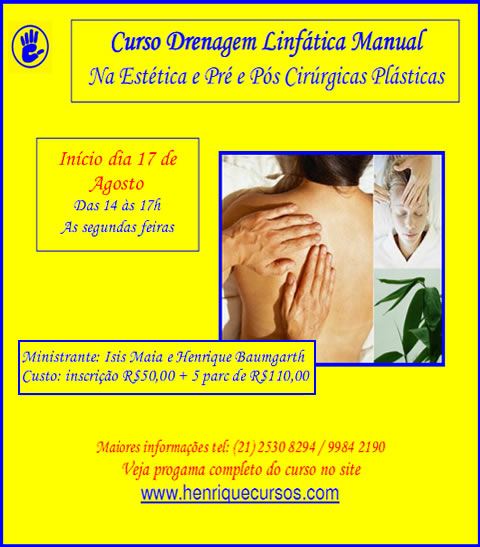 Curso Drenagem Linfática Manual
Na Estética e Pré e Pós Cirúrgicas Plásticas
Início dia 17 de
Agosto
Das 14 às 17h
As segundas feiras
Ministrante: Isis Maia e Henrique Baumgarth
Custo: inscrição R$50,00 + 5 parc de R$110,00
Maiores informações tel: (21) 2530 8294 / 9984 2190
Veja progama completo do curso no site
www.henriquecursos.com